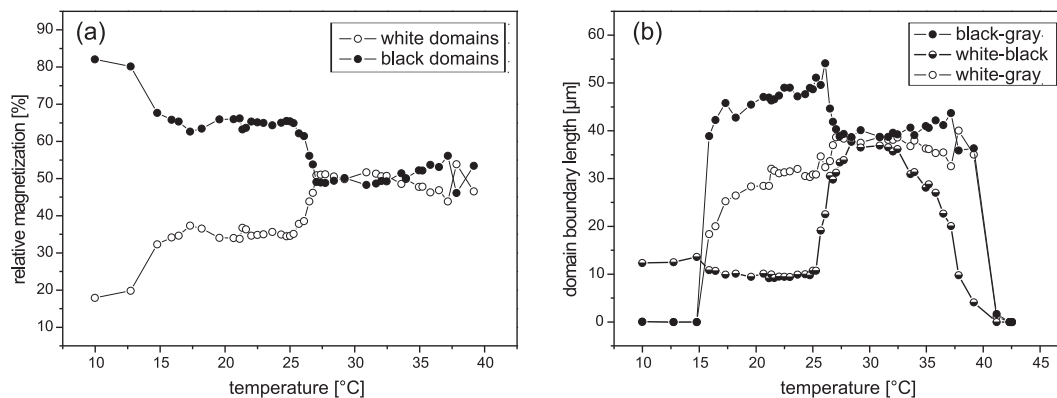 (a)
white domains
black domains
relative magnetization [%]
90
80
70
60
50
40
30
20
10
10 15 20 25 30 35 40
temperature [°C]
(b)
black-gray
white-black
white-gray
domain boundary length [µm]
60
50
40
30
20
10
0
10 15 20 25 30 35 40 45
temperature [°C]